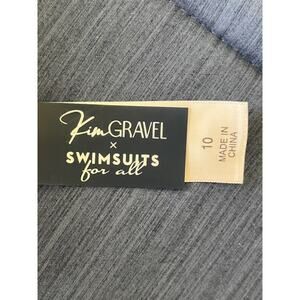 Kim GRAVEL
×
SWIMSUITS
for all
10
MADE IN
CHINA